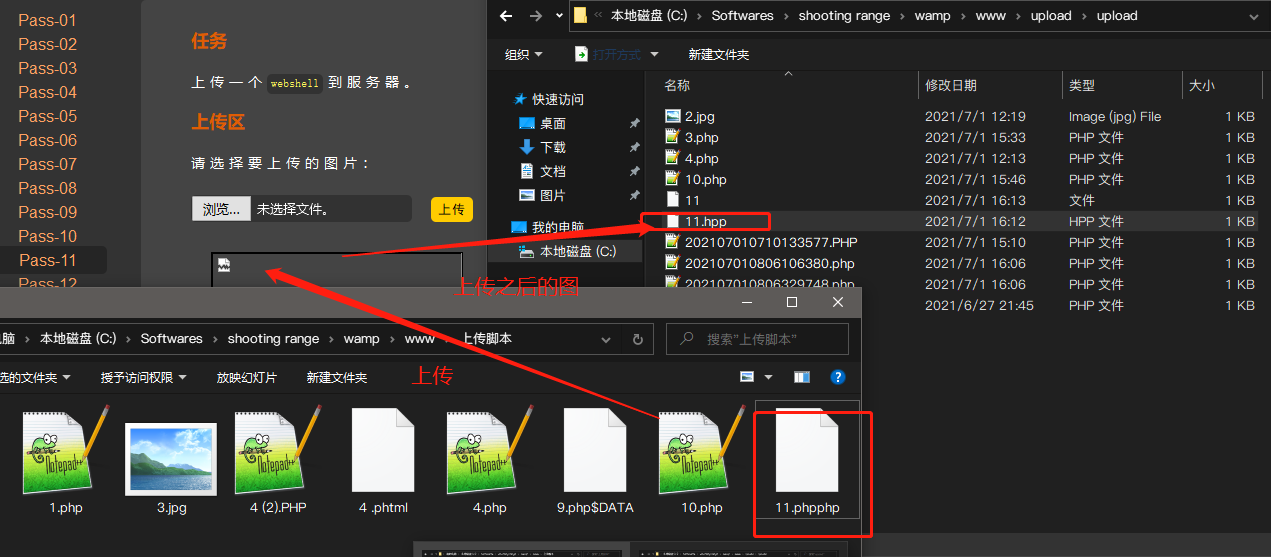 Pass-01
Pass-02
Pass-03
Pass-04
Pass-05
Pass-06
Pass-07
Pass-08
Pass-09
Pass-10
Pass-11
Pass-12
任务
上传一个 webshell 到服务器。
上传区
请选择要上传的图片：
浏览... 未选择文件。 上传
本地磁盘 (C:) › Softwares › shooting range › wamp › www › upload › upload
组织 打开方式 新建文件夹
快速访问
桌面
下载
文档
图片
我的电脑
本地磁盘 (C:)
名称 修改日期 类型 大小
2.jpg 2021/7/1 12:19 Image (jpg) File 1 KB
3.php 2021/7/1 15:33 PHP 文件 1 KB
4.php 2021/7/1 12:13 PHP 文件 1 KB
10.php 2021/7/1 15:46 PHP 文件 1 KB
11 2021/7/1 16:13 文件 1 KB
11.hpp 2021/7/1 16:12 HPP 文件 1 KB
202107010710133577.PHP 2021/7/1 15:10 PHP 文件 1 KB
202107010806106380.php 2021/7/1 16:06 PHP 文件 1 KB
202107010806329748.php 2021/7/1 16:06 PHP 文件 1 KB
2021/6/27 21:45 PHP 文件 1 KB
上传之后的图
脑 › 本地磁盘 (C:) › Softwares › shooting range › wamp › www › 上传脚本
搜索"上传脚本"
选的文件夹 授予访问权限 放映幻灯片 新建文件夹
上传
1.php
3.jpg
4 (2).PHP
4 .phtml
4.php
9.php$DATA
10.php
11.phpphp